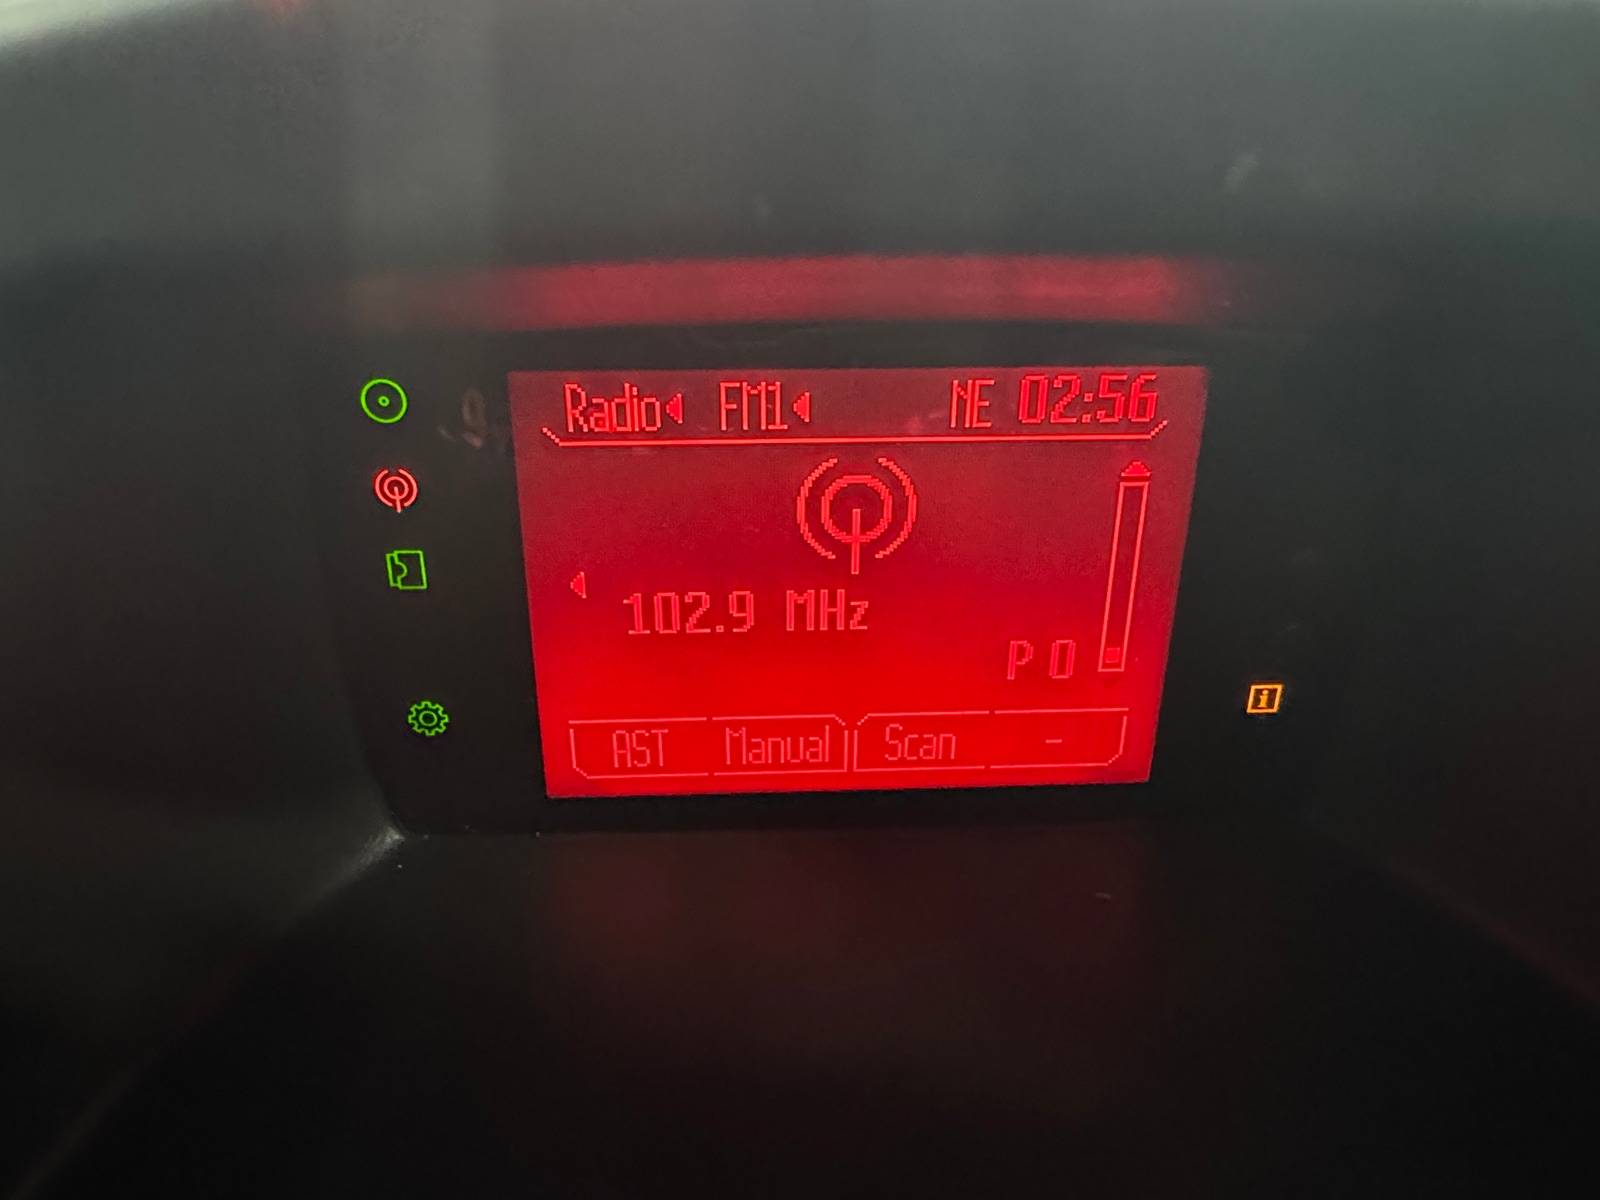 Radio FM1 NE 02:56
102.9 MHz
P 0
AST Manual Scan -